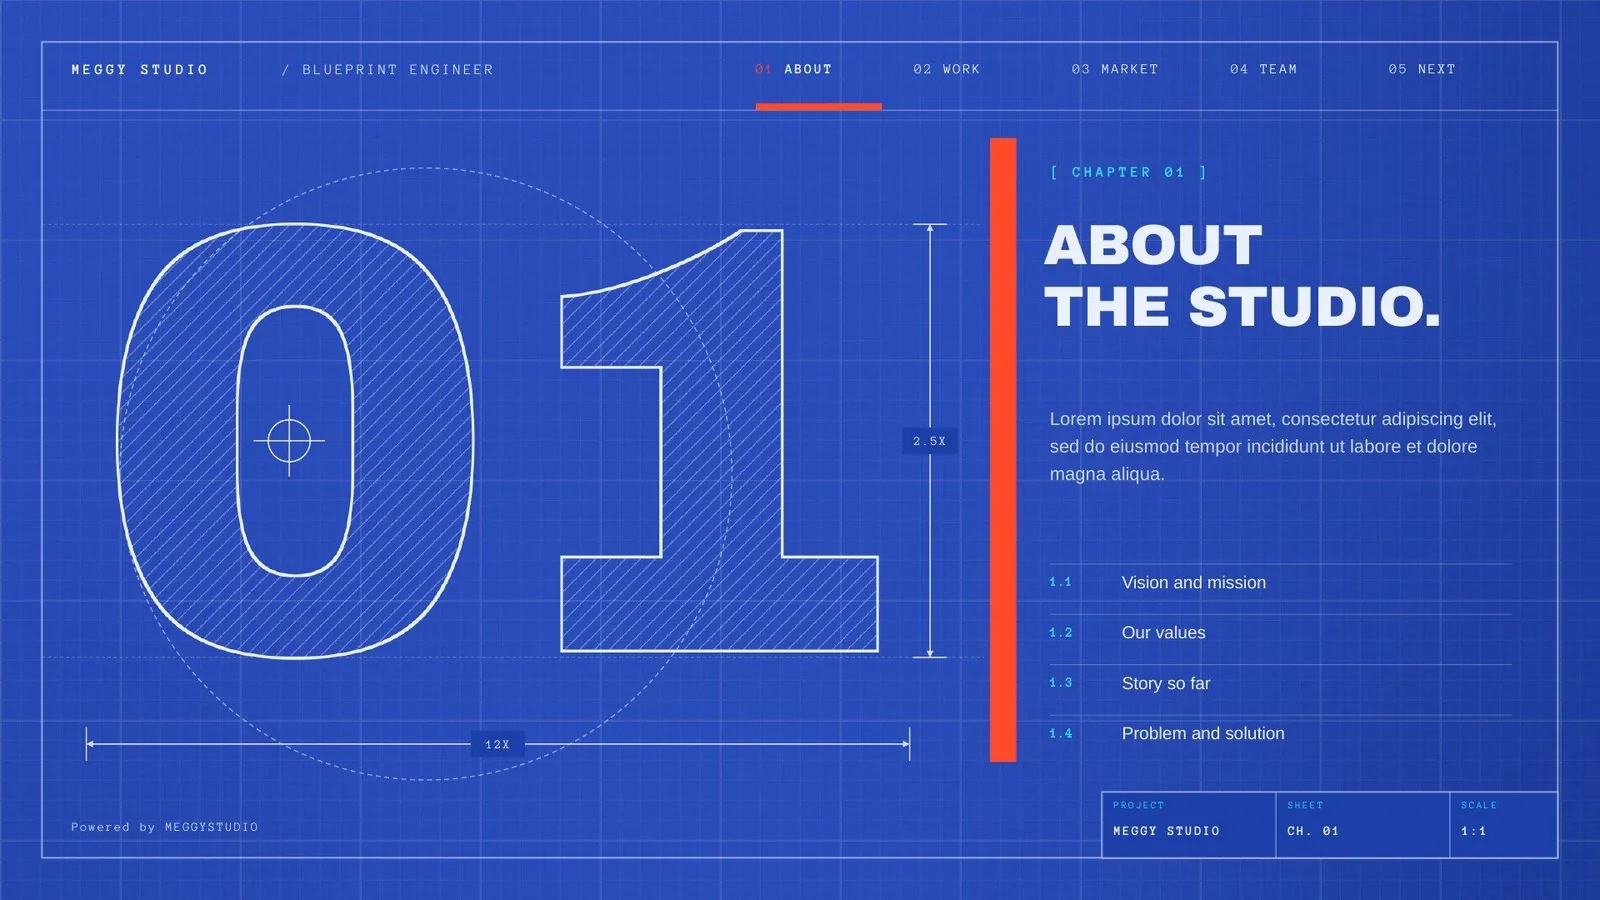 MEGGY STUDIO / BLUEPRINT ENGINEER 01 ABOUT 02 WORK 03 MARKET 04 TEAM 05 NEXT
01
2.5X
12X
[ CHAPTER 01 ]
ABOUT
THE STUDIO.
Lorem ipsum dolor sit amet, consectetur adipiscing elit,
sed do eiusmod tempor incididunt ut labore et dolore
magna aliqua.
1.1 Vision and mission
1.2 Our values
1.3 Story so far
1.4 Problem and solution
Powered by MEGGYSTUDIO
PROJECT SHEET SCALE
MEGGY STUDIO CH. 01 1:1